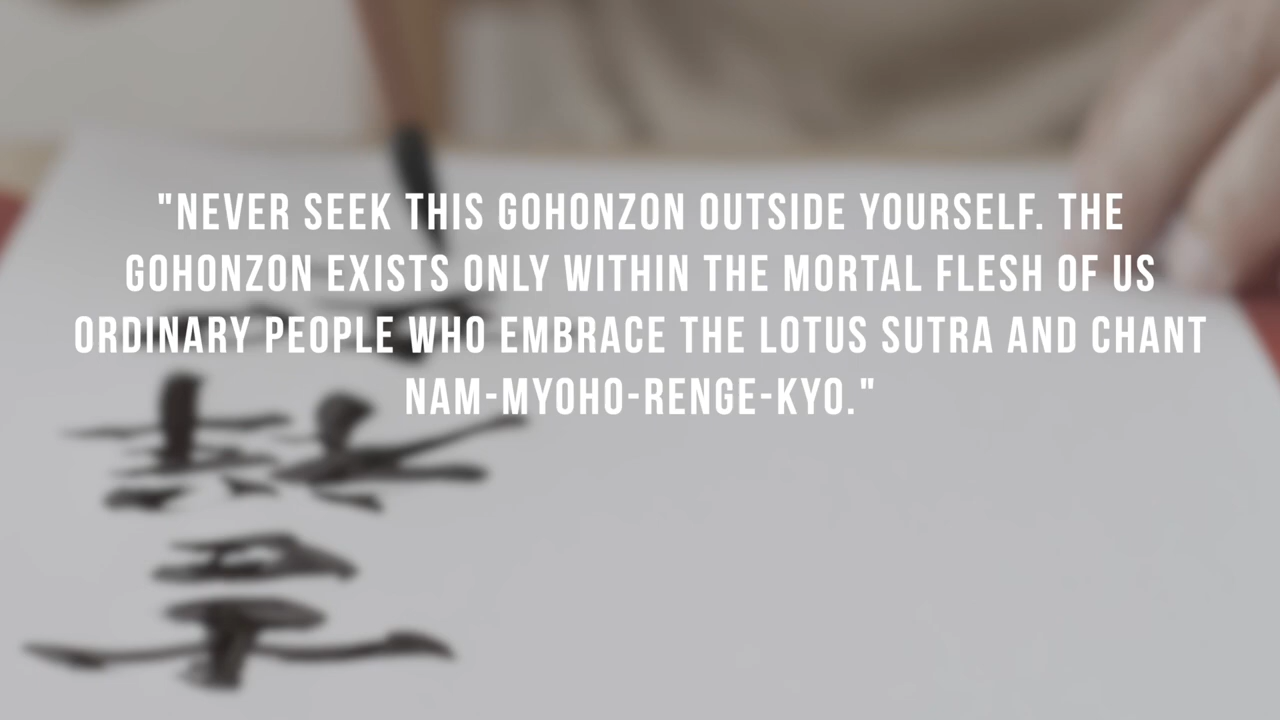 "NEVER SEEK THIS GOHONZON OUTSIDE YOURSELF. THE
GOHONZON EXISTS ONLY WITHIN THE MORTAL FLESH OF US
ORDINARY PEOPLE WHO EMBRACE THE LOTUS SUTRA AND CHANT
NAM-MYOHO-RENGE-KYO."